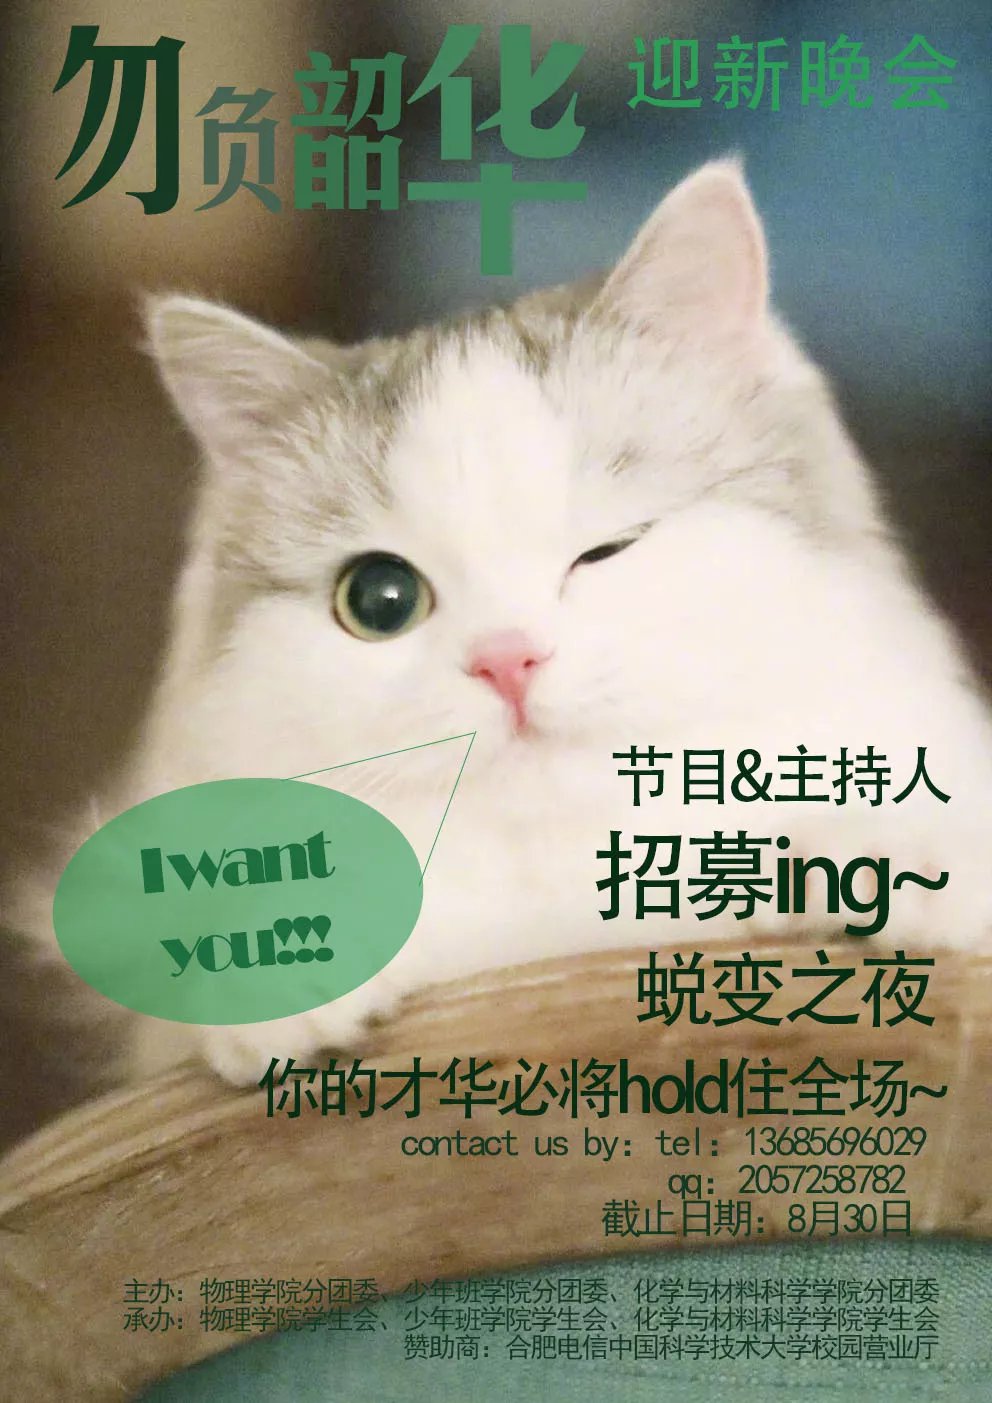 勿负韶华 迎新晚会
I want
you!!!
节目&主持人
招募ing~
蜕变之夜
你的才华必将hold住全场~
contact us by：tel：13685696029
qq：2057258782
截止日期：8月30日
主办：物理学院分团委、少年班学院分团委、化学与材料科学学院分团委
承办：物理学院学生会、少年班学院学生会、化学与材料科学学院学生会
赞助商：合肥电信中国科学技术大学校园营业厅